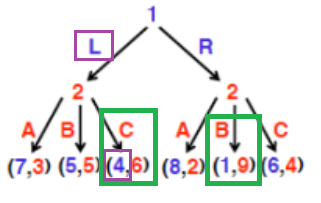 1
L R
2 2
A B C A B C
(7,3) (5,5) (4,6) (8,2) (1,9) (6,4)